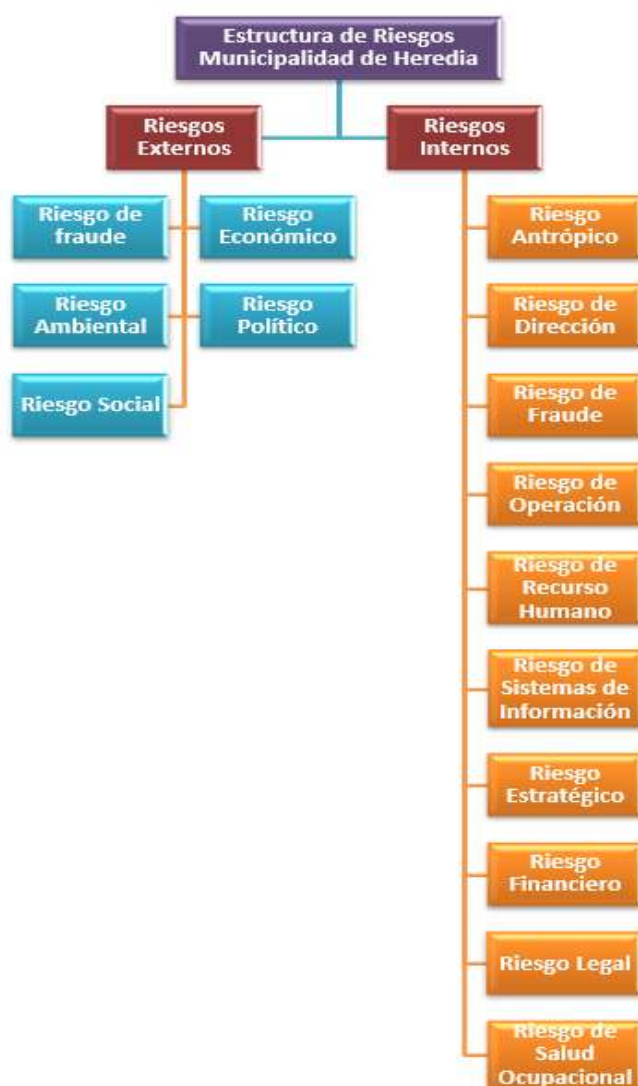 Estructura de Riesgos
Municipalidad de Heredia
Riesgos
Externos
Riesgos
Internos
Riesgo de
fraude
Riesgo
Económico
Riesgo
Ambiental
Riesgo
Político
Riesgo Social
Riesgo
Antrópico
Riesgo de
Dirección
Riesgo de
Fraude
Riesgo de
Operación
Riesgo de
Recurso
Humano
Riesgo de
Sistemas de
Información
Riesgo
Estratégico
Riesgo
Financiero
Riesgo Legal
Riesgo de
Salud
Ocupacional